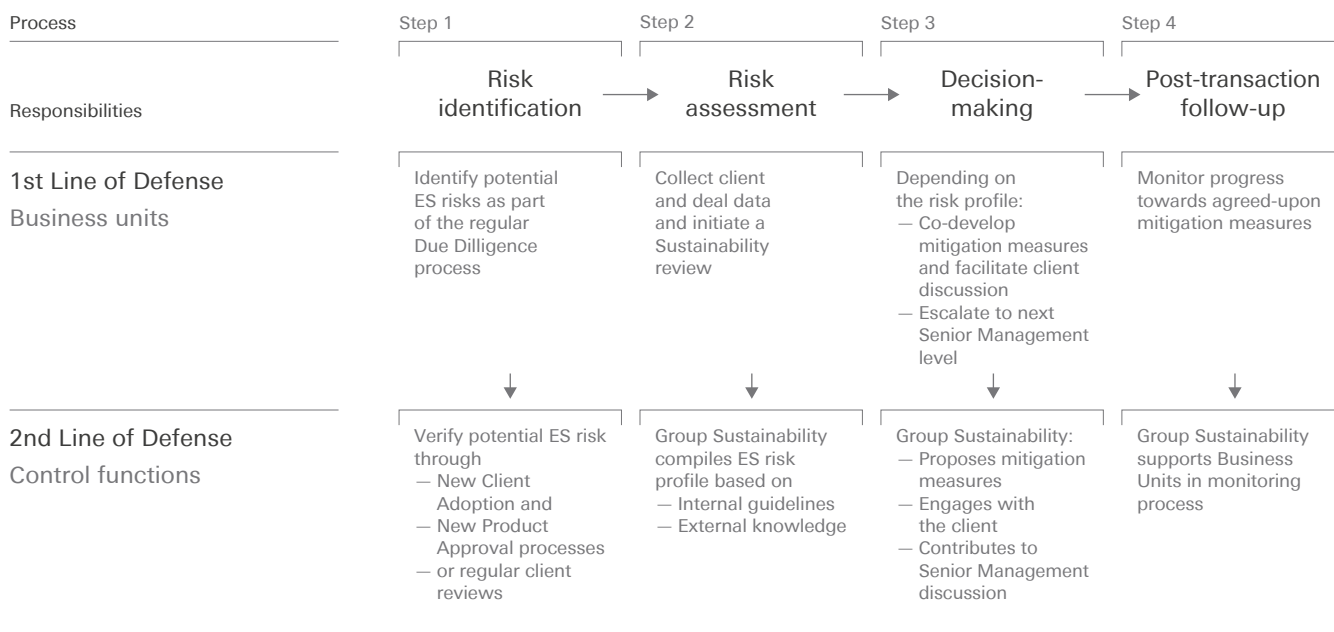 Process
Step 1
Step 2
Step 3
Step 4
Responsibilities
Risk
identification
Risk
assessment
Decision-
making
Post-transaction
follow-up
1st Line of Defense
Business units
Identify potential
ES risks as part
of the regular
Due Dilligence
process
Collect client
and deal data
and initiate a
Sustainability
review
Depending on
the risk profile:
— Co-develop
mitigation measures
and facilitate client
discussion
— Escalate to next
Senior Management
level
Monitor progress
towards agreed-upon
mitigation measures
2nd Line of Defense
Control functions
Verify potential ES risk
through
— New Client
Adoption and
— New Product
Approval processes
— or regular client
reviews
Group Sustainability
compiles ES risk
profile based on
— Internal guidelines
— External knowledge
Group Sustainability:
— Proposes mitigation
measures
— Engages with
the client
— Contributes to
Senior Management
discussion
Group Sustainability
supports Business
Units in monitoring
process